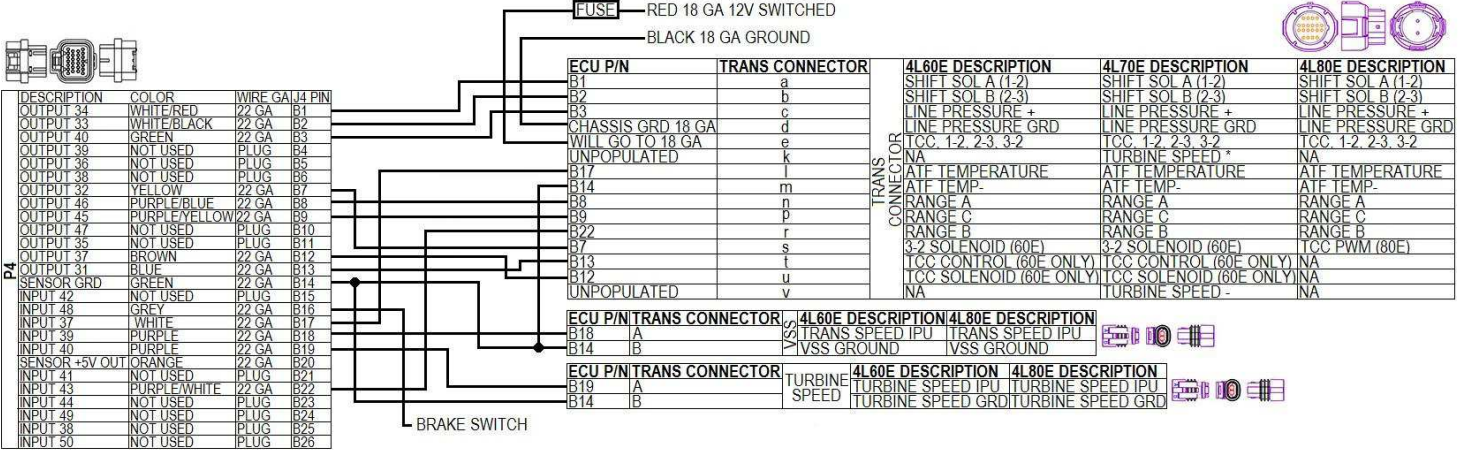 FUSE RED 18 GA 12V SWITCHED
BLACK 18 GA GROUND
P4
DESCRIPTION COLOR WIRE GA J4 PIN
OUTPUT 34 WHITE/RED 22 GA B1
OUTPUT 33 WHITE/BLACK 22 GA B2
OUTPUT 40 GREEN 22 GA B3
OUTPUT 39 NOT USED PLUG B4
OUTPUT 36 NOT USED PLUG B5
OUTPUT 38 NOT USED PLUG B6
OUTPUT 32 YELLOW 22 GA B7
OUTPUT 46 PURPLE/BLUE 22 GA B8
OUTPUT 45 PURPLE/YELLOW 22 GA B9
OUTPUT 47 NOT USED PLUG B10
OUTPUT 35 NOT USED PLUG B11
OUTPUT 37 BROWN 22 GA B12
OUTPUT 31 BLUE 22 GA B13
SENSOR GRD GREEN 22 GA B14
INPUT 42 NOT USED PLUG B15
INPUT 48 GREY 22 GA B16
INPUT 37 WHITE 22 GA B17
INPUT 39 PURPLE 22 GA B18
INPUT 40 PURPLE 22 GA B19
SENSOR +5V OUT ORANGE 22 GA B20
INPUT 41 NOT USED PLUG B21
INPUT 43 PURPLE/WHITE 22 GA B22
INPUT 44 NOT USED PLUG B23
INPUT 49 NOT USED PLUG B24
INPUT 38 NOT USED PLUG B25
INPUT 50 NOT USED PLUG B26
TRANS CONNECTOR
ECU P/N TRANS CONNECTOR 4L60E DESCRIPTION 4L70E DESCRIPTION 4L80E DESCRIPTION
B1 a SHIFT SOL A (1-2) SHIFT SOL A (1-2) SHIFT SOL A (1-2)
B2 b SHIFT SOL B (2-3) SHIFT SOL B (2-3) SHIFT SOL B (2-3)
B3 c LINE PRESSURE + LINE PRESSURE + LINE PRESSURE +
CHASSIS GRD 18 GA d LINE PRESSURE GRD LINE PRESSURE GRD LINE PRESSURE GRD
WILL GO TO 18 GA e TCC, 1-2, 2-3, 3-2 TCC, 1-2, 2-3, 3-2 TCC, 1-2, 2-3, 3-2
UNPOPULATED k NA TURBINE SPEED * NA
B17 l ATF TEMPERATURE ATF TEMPERATURE ATF TEMPERATURE
B14 m ATF TEMP- ATF TEMP- ATF TEMP-
B8 n RANGE A RANGE A RANGE A
B9 p RANGE C RANGE C RANGE C
B22 r RANGE B RANGE B RANGE B
B7 s 3-2 SOLENOID (60E) 3-2 SOLENOID (60E) TCC PWM (80E)
B13 t TCC CONTROL (60E ONLY) TCC CONTROL (60E ONLY) NA
B12 u TCC SOLENOID (60E ONLY) TCC SOLENOID (60E ONLY) NA
UNPOPULATED v NA TURBINE SPEED - NA
VSS
ECU P/N TRANS CONNECTOR 4L60E DESCRIPTION 4L80E DESCRIPTION
B18 A TRANS SPEED IPU TRANS SPEED IPU
B14 B VSS GROUND VSS GROUND
TURBINE SPEED
ECU P/N TRANS CONNECTOR 4L60E DESCRIPTION 4L80E DESCRIPTION
B19 A TURBINE SPEED IPU TURBINE SPEED IPU
B14 B TURBINE SPEED GRD TURBINE SPEED GRD
BRAKE SWITCH